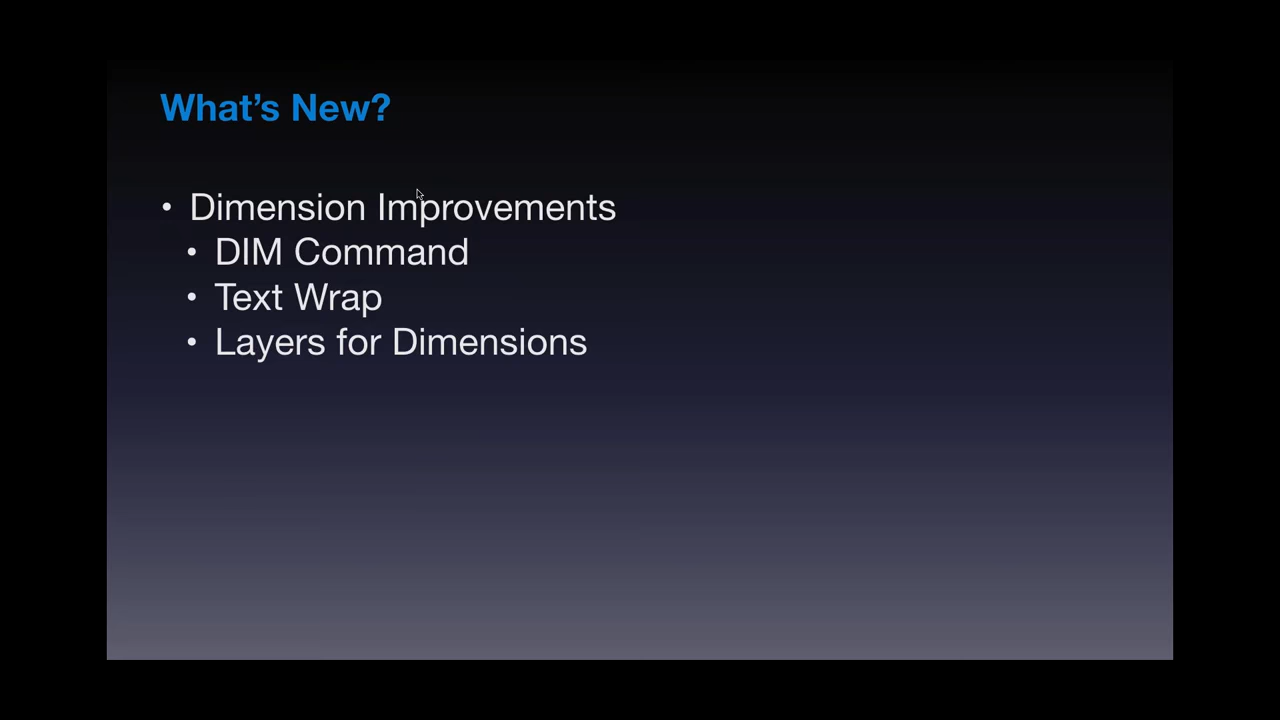 What's New?
• Dimension Improvements
• DIM Command
• Text Wrap
• Layers for Dimensions